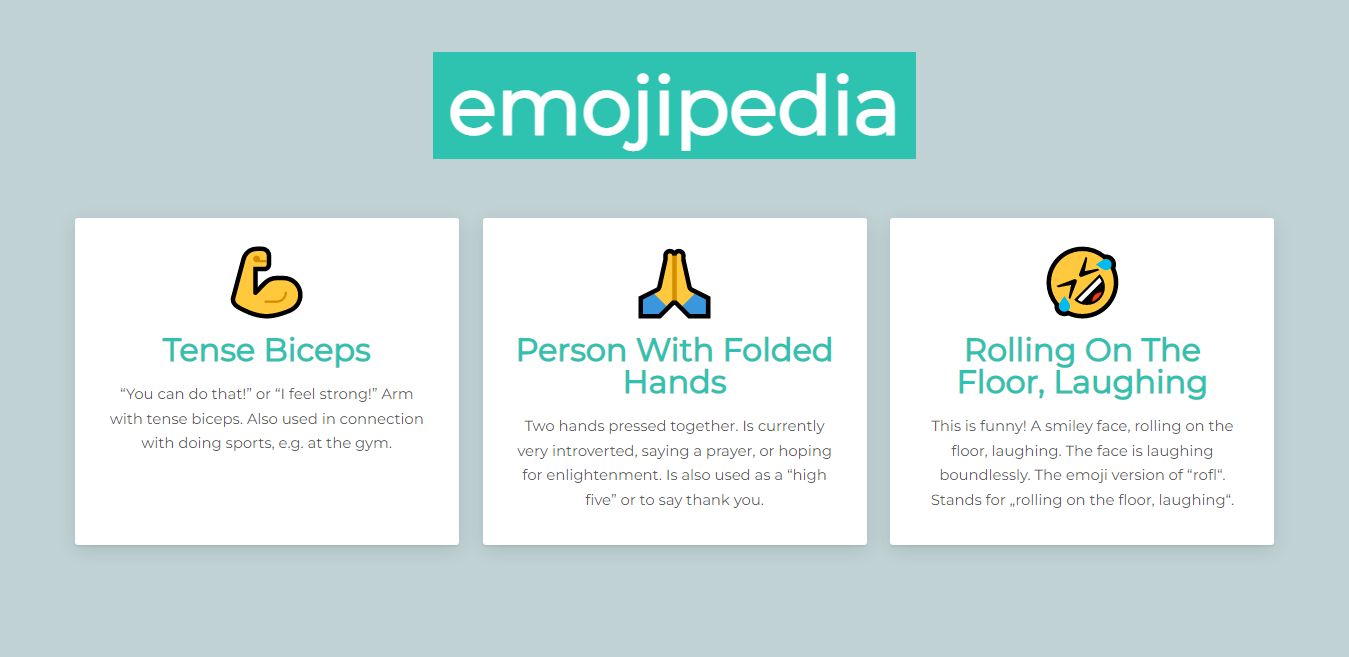 emojipedia
Tense Biceps
“You can do that!” or “I feel strong!” Arm
with tense biceps. Also used in connection
with doing sports, e.g. at the gym.
Person With Folded
Hands
Two hands pressed together. Is currently
very introverted, saying a prayer, or hoping
for enlightenment. Is also used as a “high
five” or to say thank you.
Rolling On The
Floor, Laughing
This is funny! A smiley face, rolling on the
floor, laughing. The face is laughing
boundlessly. The emoji version of “rofl“.
Stands for „rolling on the floor, laughing“.